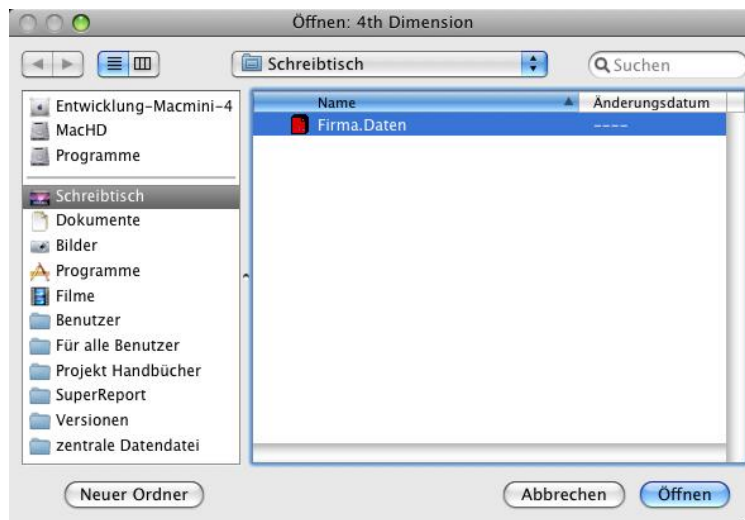 Öffnen: 4th Dimension
Schreibtisch
Suchen
Entwicklung-Macmini-4
MacHD
Programme
Schreibtisch
Dokumente
Bilder
Programme
Filme
Benutzer
Für alle Benutzer
Projekt Handbücher
SuperReport
Versionen
zentrale Datendatei
Name Änderungsdatum
Firma.Daten ----
Neuer Ordner Abbrechen Öffnen